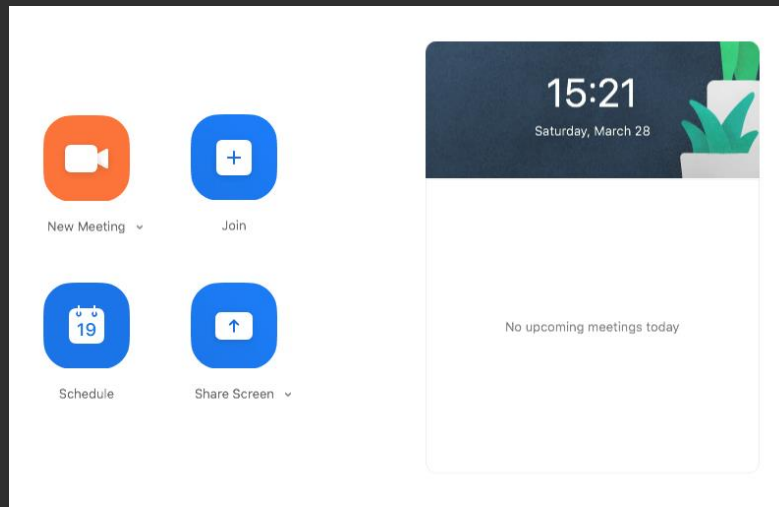 15:21
Saturday, March 28
New Meeting
Join
19
Schedule
Share Screen
No upcoming meetings today